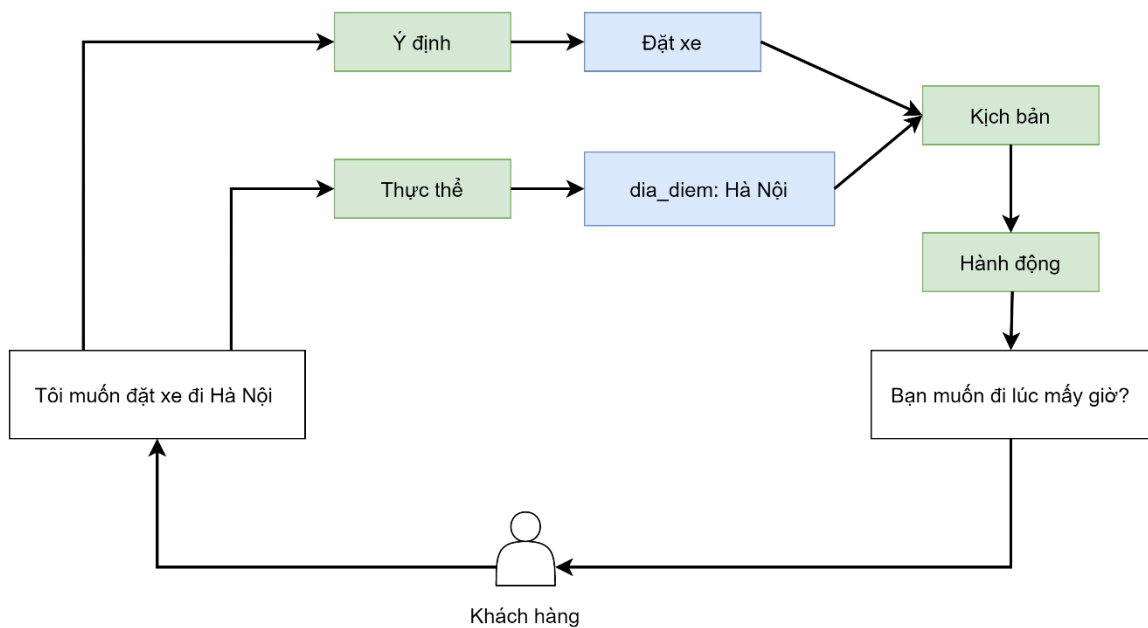 Ý định
Đặt xe
Kịch bản
Thực thể
dia_diem: Hà Nội
Hành động
Tôi muốn đặt xe đi Hà Nội
Bạn muốn đi lúc mấy giờ?
Khách hàng